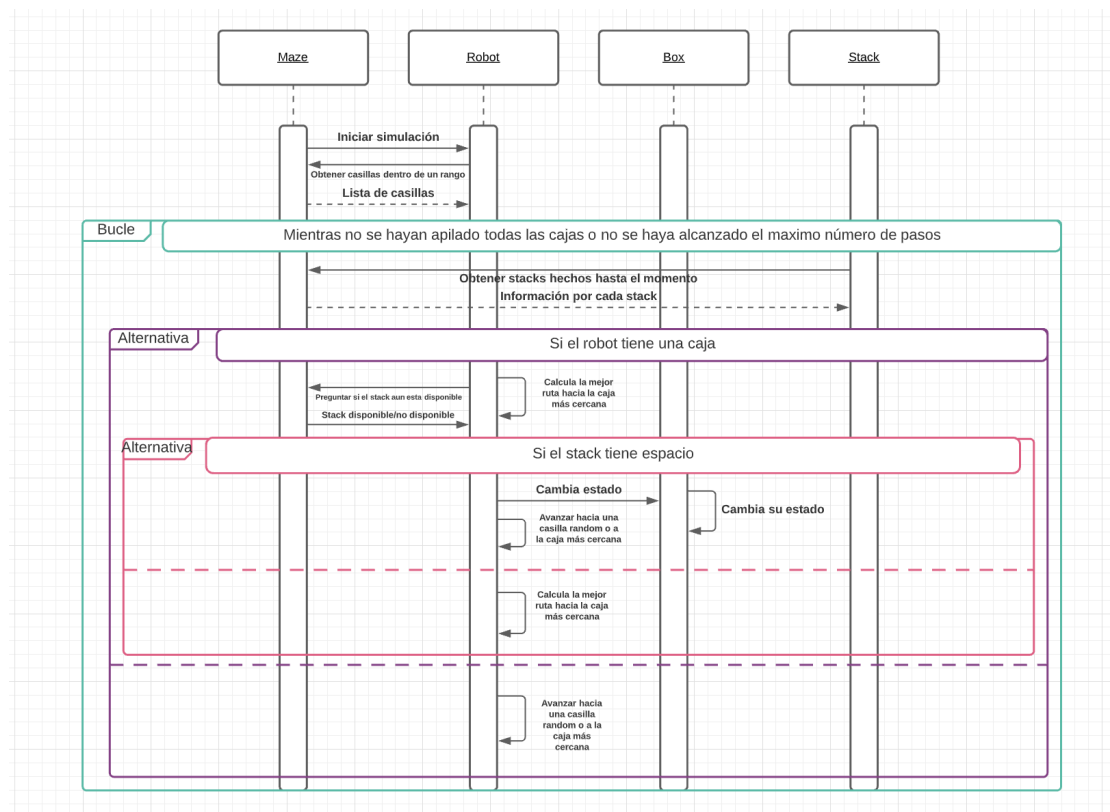 Maze
Robot
Box
Stack
Iniciar simulación
Obtener casillas dentro de un rango
Lista de casillas
Bucle
Mientras no se hayan apilado todas las cajas o no se haya alcanzado el maximo número de pasos
Obtener stacks hechos hasta el momento
Información por cada stack
Alternativa
Si el robot tiene una caja
Preguntar si el stack aun esta disponible
Calcula la mejor
ruta hacia la caja
más cercana
Stack disponible/no disponible
Alternativa
Si el stack tiene espacio
Cambia estado
Cambia su estado
Avanzar hacia una
casilla random o a
la caja más cercana
Calcula la mejor
ruta hacia la caja
más cercana
Avanzar hacia
una casilla
random o a la
caja más
cercana